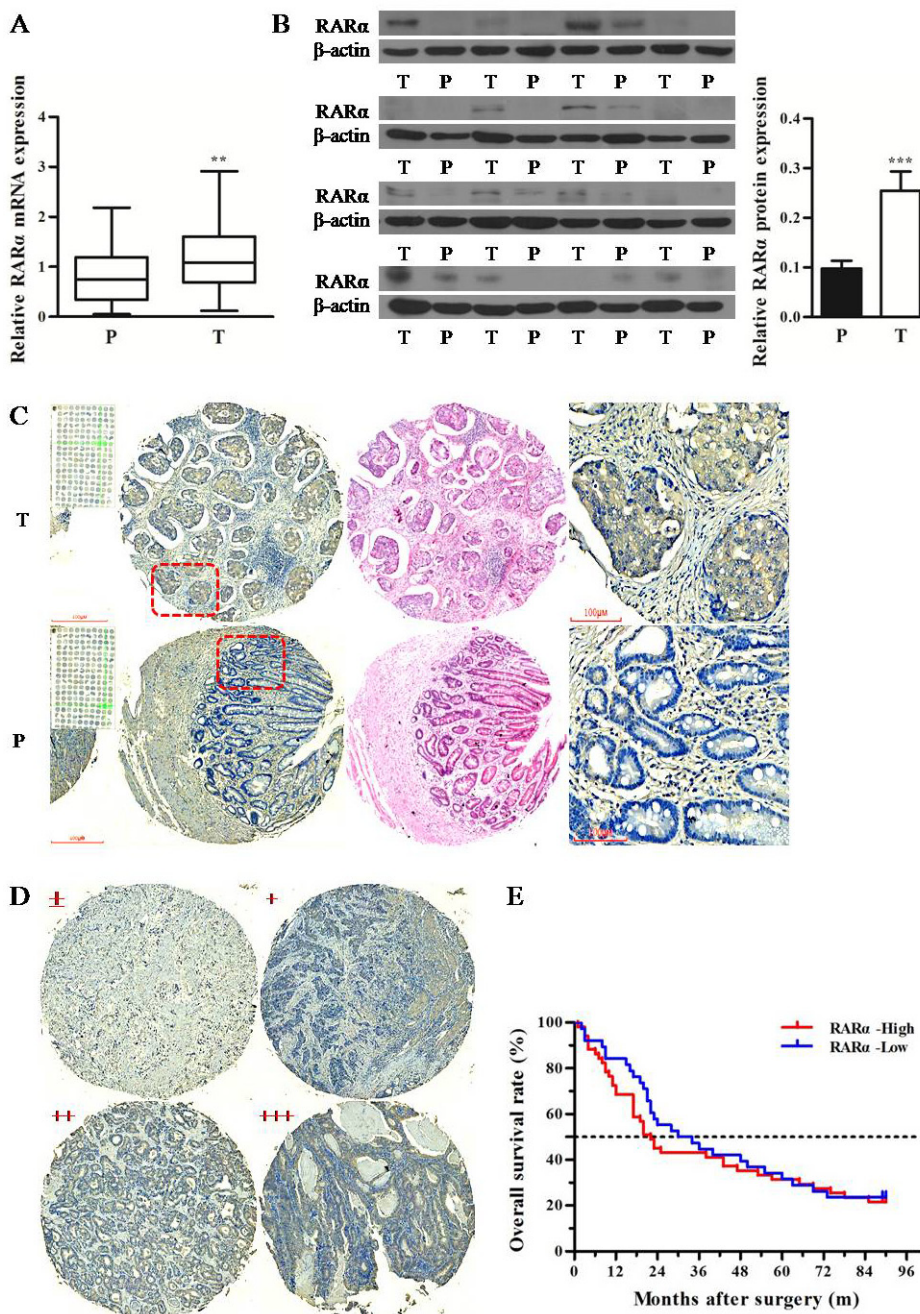 A
Relative RARα mRNA expression
4
3
2
1
0
**
P T
B
RARα
β-actin
T P T P T P T P
RARα
β-actin
T P T P T P T P
RARα
β-actin
T P T P T P T P
RARα
β-actin
T P T P T P T P
Relative RARα protein expression
0.4
0.3
0.2
0.1
0.0
***
P T
C
T
100μM
P
100μM
D
±
+
++
+++
E
Overall survival rate (%)
100
80
60
40
20
0
RARα -High
RARα -Low
0 12 24 36 48 60 72 84 96
Months after surgery (m)